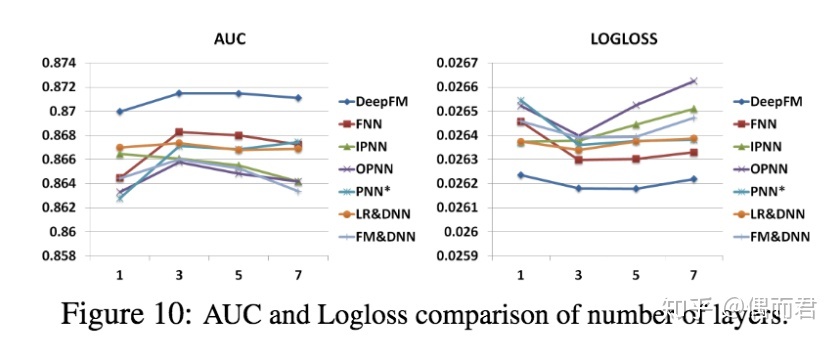 AUC
0.874
0.872
0.87
0.868
0.866
0.864
0.862
0.86
0.858
1 3 5 7
DeepFM
FNN
IPNN
OPNN
PNN*
LR&DNN
FM&DNN
LOGLOSS
0.0267
0.0266
0.0265
0.0264
0.0263
0.0262
0.0261
0.026
0.0259
1 3 5 7
DeepFM
FNN
IPNN
OPNN
PNN*
LR&DNN
FM&DNN
Figure 10: AUC and Logloss comparison of number of layers.
知乎 @偶而君